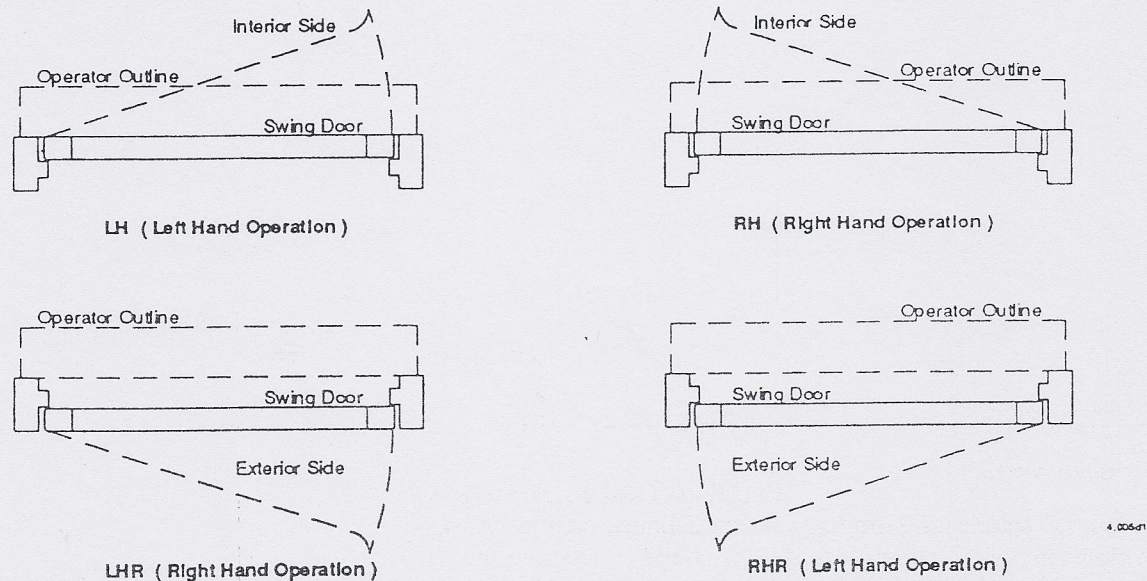 Interior Side
Operator Outline
Swing Door
LH ( Left Hand Operation )
Interior Side
Operator Outline
Swing Door
RH ( Right Hand Operation )
Operator Outline
Swing Door
Exterior Side
LHR ( Right Hand Operation )
Operator Outline
Swing Door
Exterior Side
RHR ( Left Hand Operation )